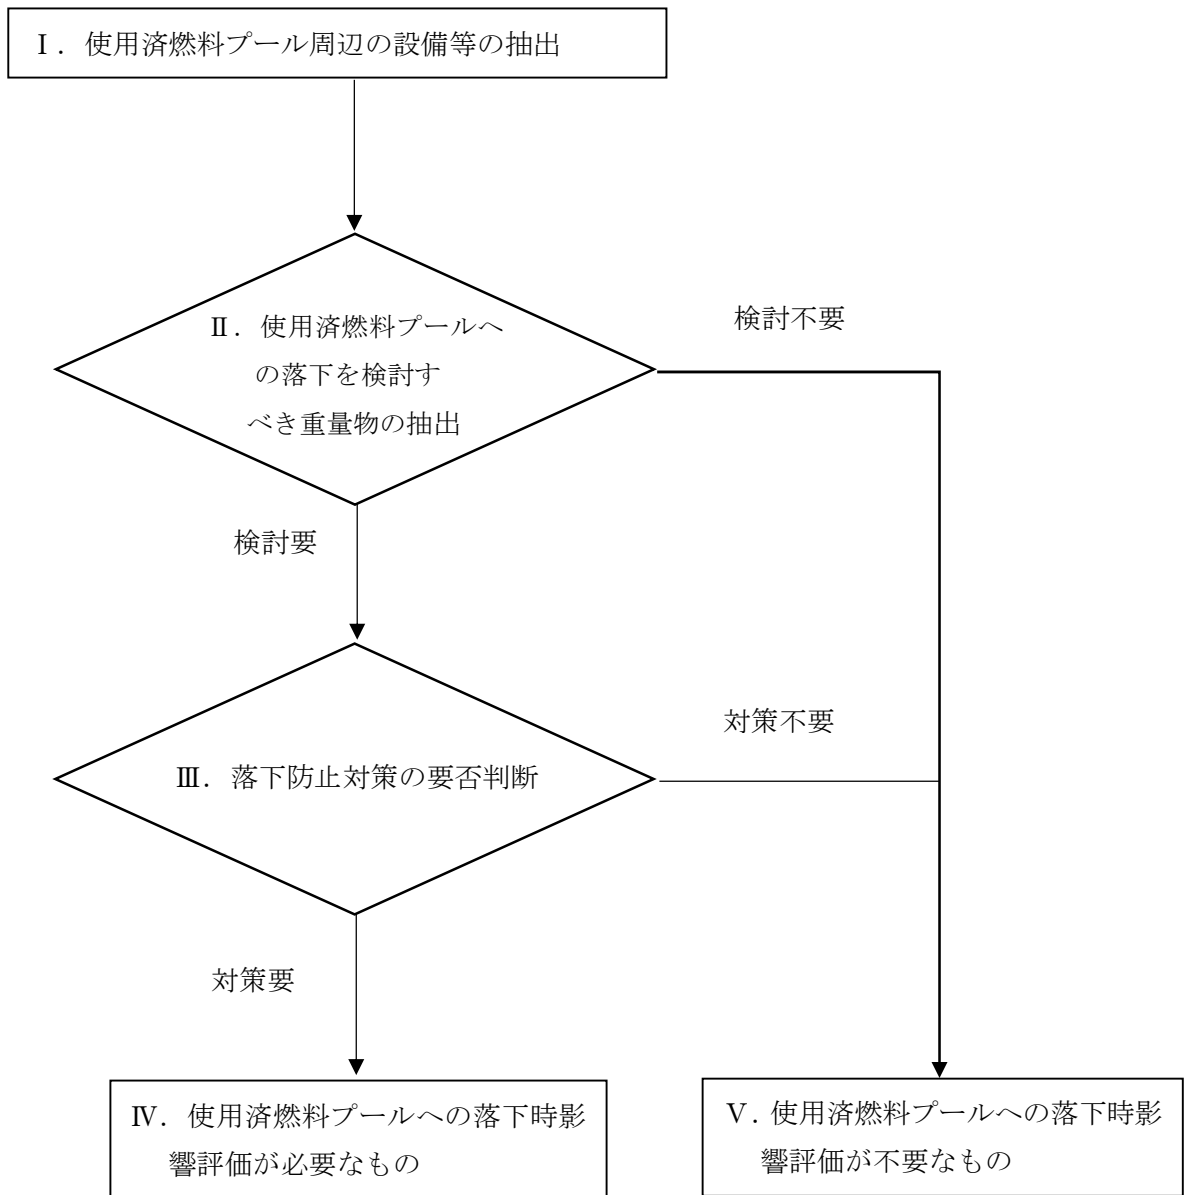 Ⅰ．使用済燃料プール周辺の設備等の抽出
Ⅱ．使用済燃料プールへ
の落下を検討す
べき重量物の抽出
検討不要
検討要
Ⅲ．落下防止対策の要否判断
対策不要
対策要
Ⅳ．使用済燃料プールへの落下時影
響評価が必要なもの
Ⅴ．使用済燃料プールへの落下時影
響評価が不要なもの